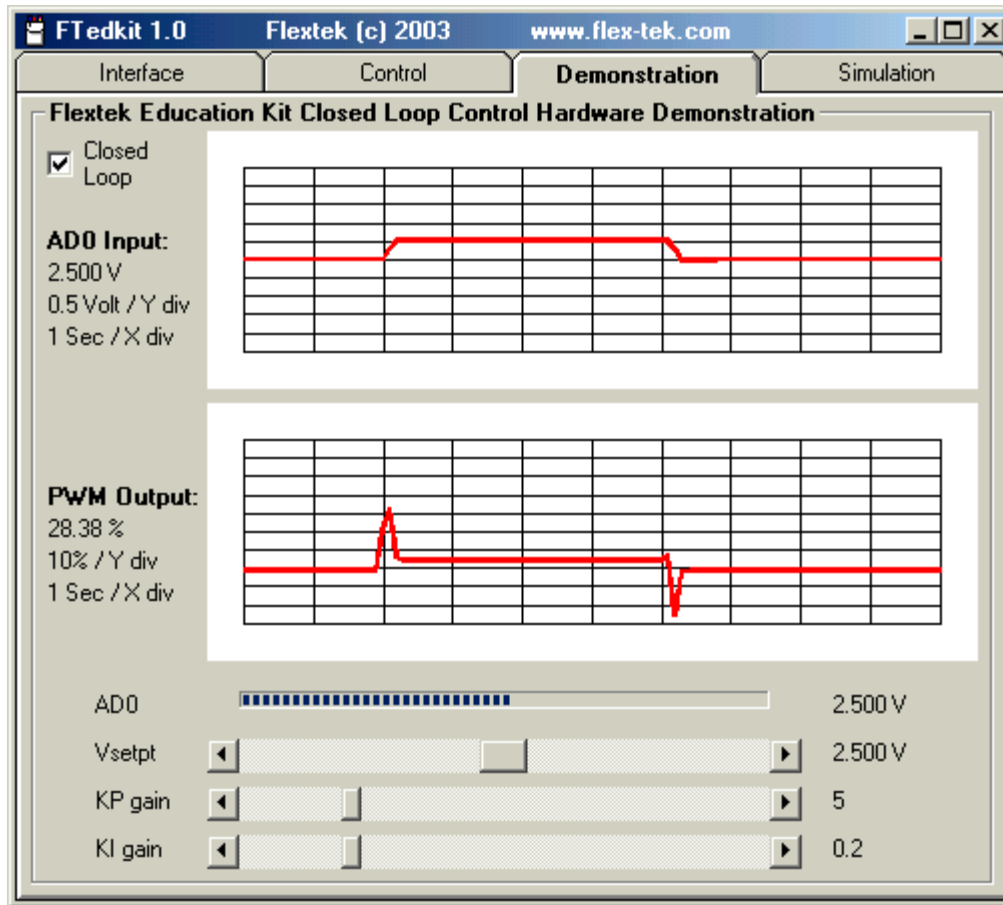 FTedkit 1.0 Flextek (c) 2003 www.flex-tek.com
Interface Control Demonstration Simulation
Flextek Education Kit Closed Loop Control Hardware Demonstration
Closed
Loop
AD0 Input:
2.500 V
0.5 Volt / Y div
1 Sec / X div
PWM Output:
28.38 %
10% / Y div
1 Sec / X div
AD0 2.500 V
Vsetpt 2.500 V
KP gain 5
KI gain 0.2